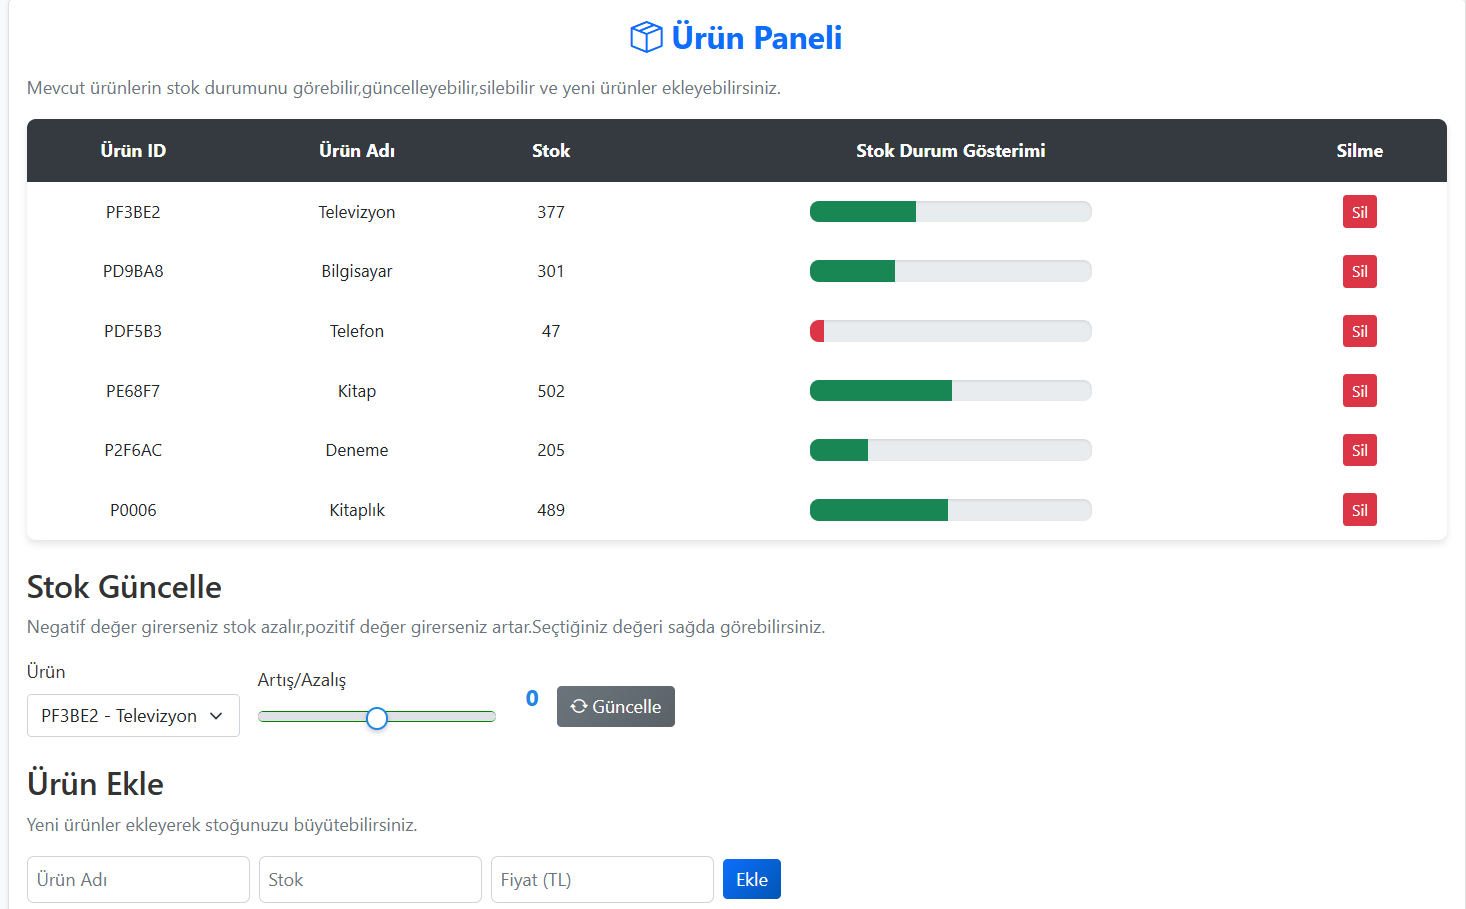 Ürün Paneli
Mevcut ürünlerin stok durumunu görebilir,güncelleyebilir,silebilir ve yeni ürünler ekleyebilirsiniz.
Ürün ID Ürün Adı Stok Stok Durum Gösterimi Silme
PF3BE2 Televizyon 377 Sil
PD9BA8 Bilgisayar 301 Sil
PDF5B3 Telefon 47 Sil
PE68F7 Kitap 502 Sil
P2F6AC Deneme 205 Sil
P0006 Kitaplık 489 Sil
Stok Güncelle
Negatif değer girerseniz stok azalır,pozitif değer girerseniz artar.Seçtiğiniz değeri sağda görebilirsiniz.
Ürün Artış/Azalış
PF3BE2 - Televizyon 0 Güncelle
Ürün Ekle
Yeni ürünler ekleyerek stoğunuzu büyütebilirsiniz.
Ürün Adı Stok Fiyat (TL) Ekle